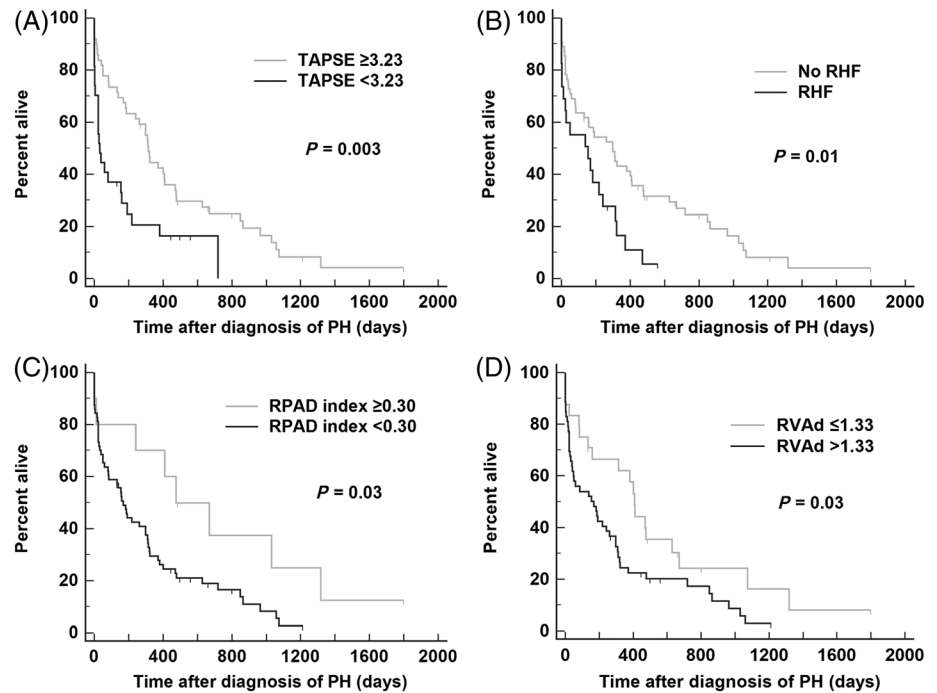 (A)
100
80
60
40
20
0
Percent alive
TAPSE ≥3.23
TAPSE <3.23
P = 0.003
0 400 800 1200 1600 2000
Time after diagnosis of PH (days)
(B)
100
80
60
40
20
0
Percent alive
No RHF
RHF
P = 0.01
0 400 800 1200 1600 2000
Time after diagnosis of PH (days)
(C)
100
80
60
40
20
0
Percent alive
RPAD index ≥0.30
RPAD index <0.30
P = 0.03
0 400 800 1200 1600 2000
Time after diagnosis of PH (days)
(D)
100
80
60
40
20
0
Percent alive
RVAd ≤1.33
RVAd >1.33
P = 0.03
0 400 800 1200 1600 2000
Time after diagnosis of PH (days)